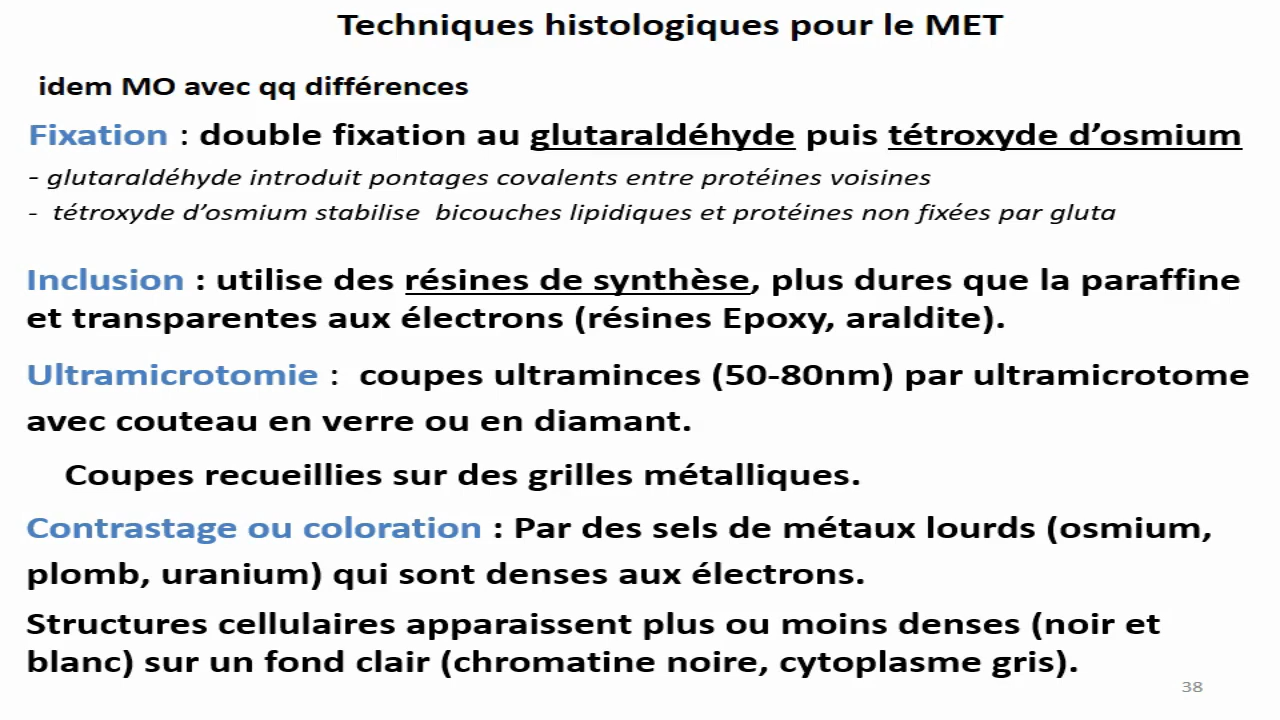 Techniques histologiques pour le MET
idem MO avec qq différences
Fixation : double fixation au glutaraldéhyde puis tétroxyde d’osmium
- glutaraldéhyde introduit pontages covalents entre protéines voisines
- tétroxyde d’osmium stabilise bicouches lipidiques et protéines non fixées par gluta
Inclusion : utilise des résines de synthèse, plus dures que la paraffine
et transparentes aux électrons (résines Epoxy, araldite).
Ultramicrotomie : coupes ultraminces (50-80nm) par ultramicrotome
avec couteau en verre ou en diamant.
Coupes recueillies sur des grilles métalliques.
Contrastage ou coloration : Par des sels de métaux lourds (osmium,
plomb, uranium) qui sont denses aux électrons.
Structures cellulaires apparaissent plus ou moins denses (noir et
blanc) sur un fond clair (chromatine noire, cytoplasme gris).
38